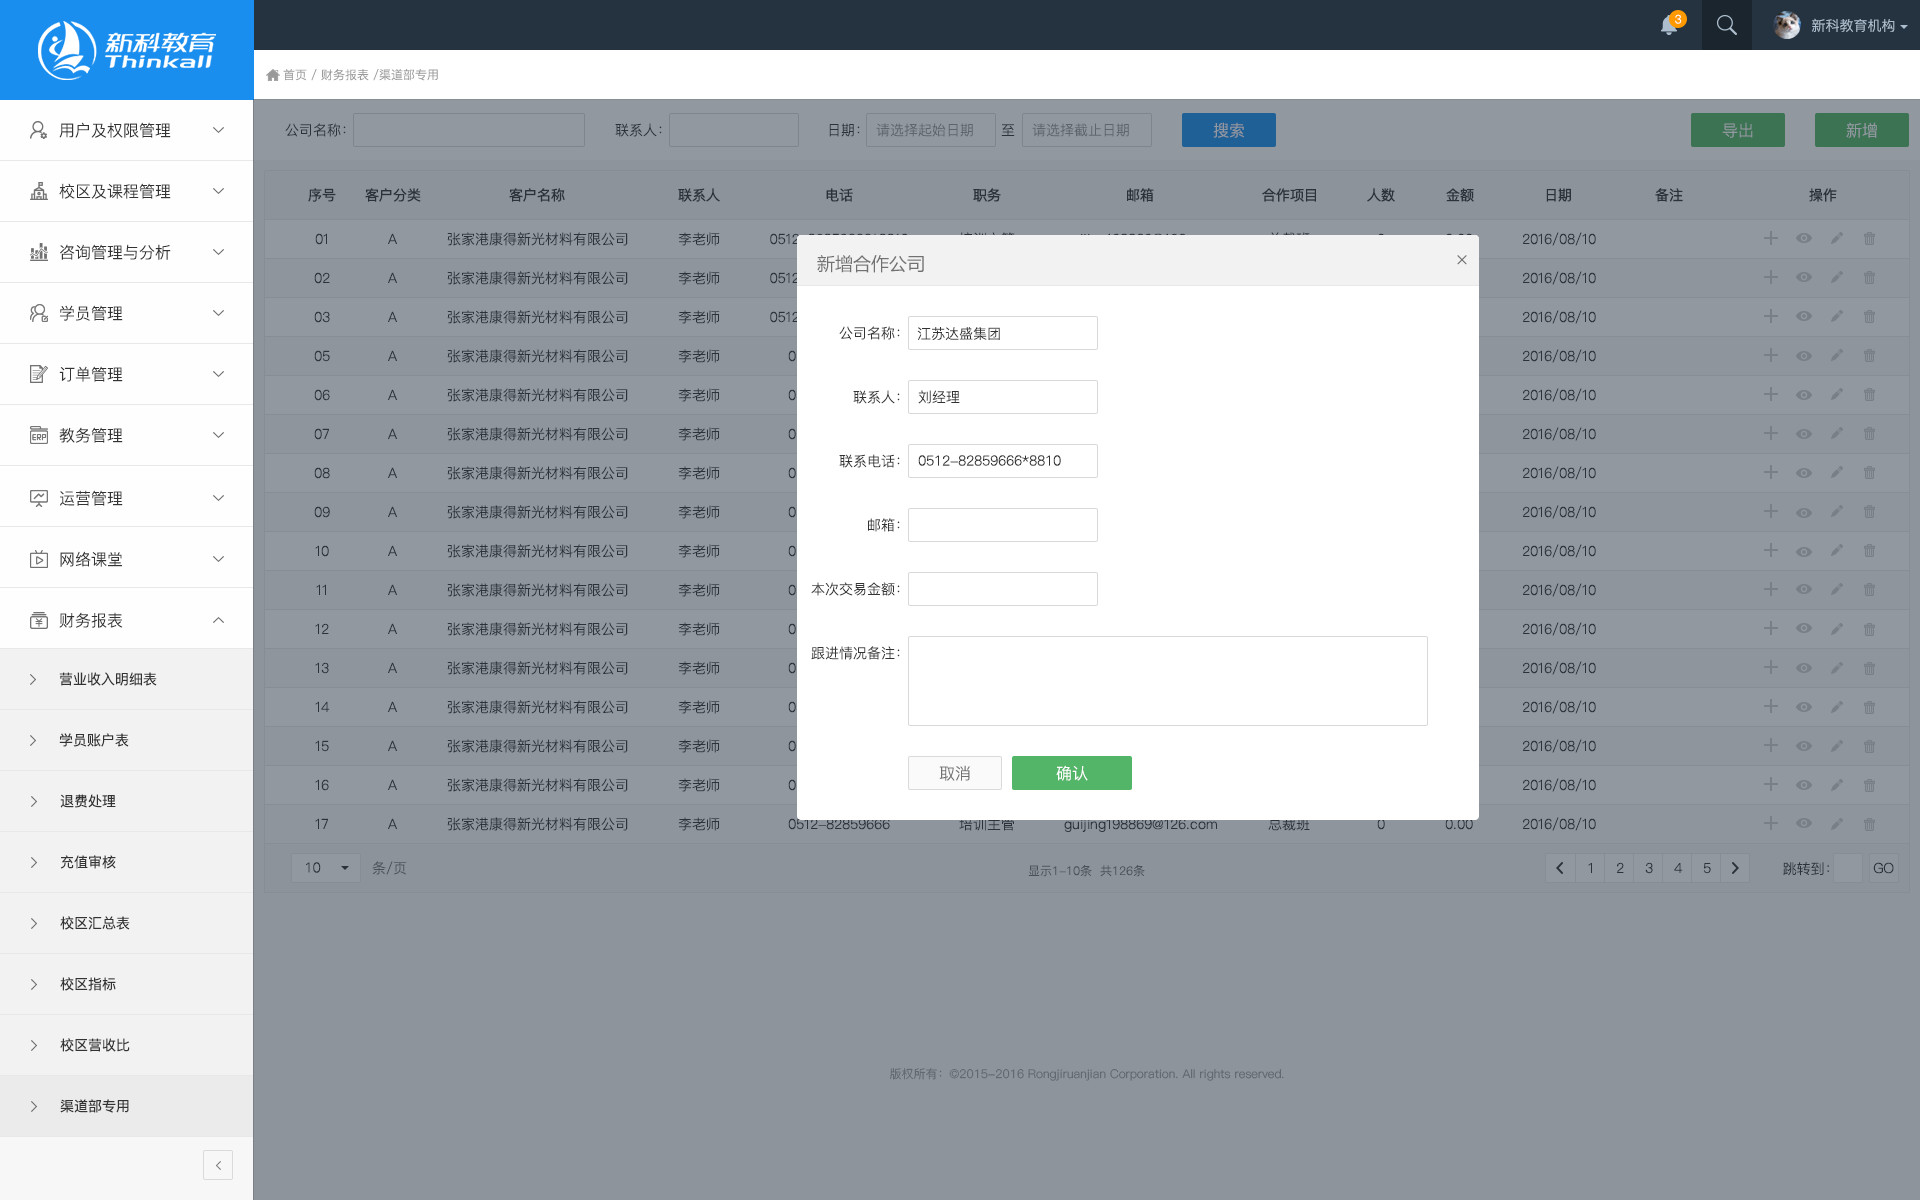 新科教育
Thinkall
3
新科教育机构
首页 / 财务报表 /渠道部专用
用户及权限管理
校区及课程管理
咨询管理与分析
学员管理
订单管理
ERP
教务管理
运营管理
网络课堂
财务报表
营业收入明细表
学员账户表
退费处理
充值审核
校区汇总表
校区指标
校区营收比
渠道部专用
公司名称： 联系人： 日期： 请选择起始日期 至 请选择截止日期 搜索 导出 新增
序号 客户分类 客户名称 联系人 电话 职务 邮箱 合作项目 人数 金额 日期 备注 操作
01 A 张家港康得新光材料有限公司 李老师 0512 2016/08/10
02 A 张家港康得新光材料有限公司 李老师 0512 2016/08/10
03 A 张家港康得新光材料有限公司 李老师 0512 2016/08/10
05 A 张家港康得新光材料有限公司 李老师 0 2016/08/10
06 A 张家港康得新光材料有限公司 李老师 0 2016/08/10
07 A 张家港康得新光材料有限公司 李老师 0 2016/08/10
08 A 张家港康得新光材料有限公司 李老师 0 2016/08/10
09 A 张家港康得新光材料有限公司 李老师 0 2016/08/10
10 A 张家港康得新光材料有限公司 李老师 0 2016/08/10
11 A 张家港康得新光材料有限公司 李老师 0 2016/08/10
12 A 张家港康得新光材料有限公司 李老师 0 2016/08/10
13 A 张家港康得新光材料有限公司 李老师 0 2016/08/10
14 A 张家港康得新光材料有限公司 李老师 0 2016/08/10
15 A 张家港康得新光材料有限公司 李老师 0 2016/08/10
16 A 张家港康得新光材料有限公司 李老师 0 2016/08/10
17 A 张家港康得新光材料有限公司 李老师 0512-82859666 培训主管 guijing198869@126.com 总裁班 0 0.00 2016/08/10
新增合作公司
公司名称： 江苏达盛集团
联系人： 刘经理
联系电话： 0512-82859666*8810
邮箱：
本次交易金额：
跟进情况备注：
取消 确认
10 条/页 显示1-10条 共126条 1 2 3 4 5 跳转到： GO
版权所有：©2015-2016 Rongjiruanjian Corporation. All rights reserved.